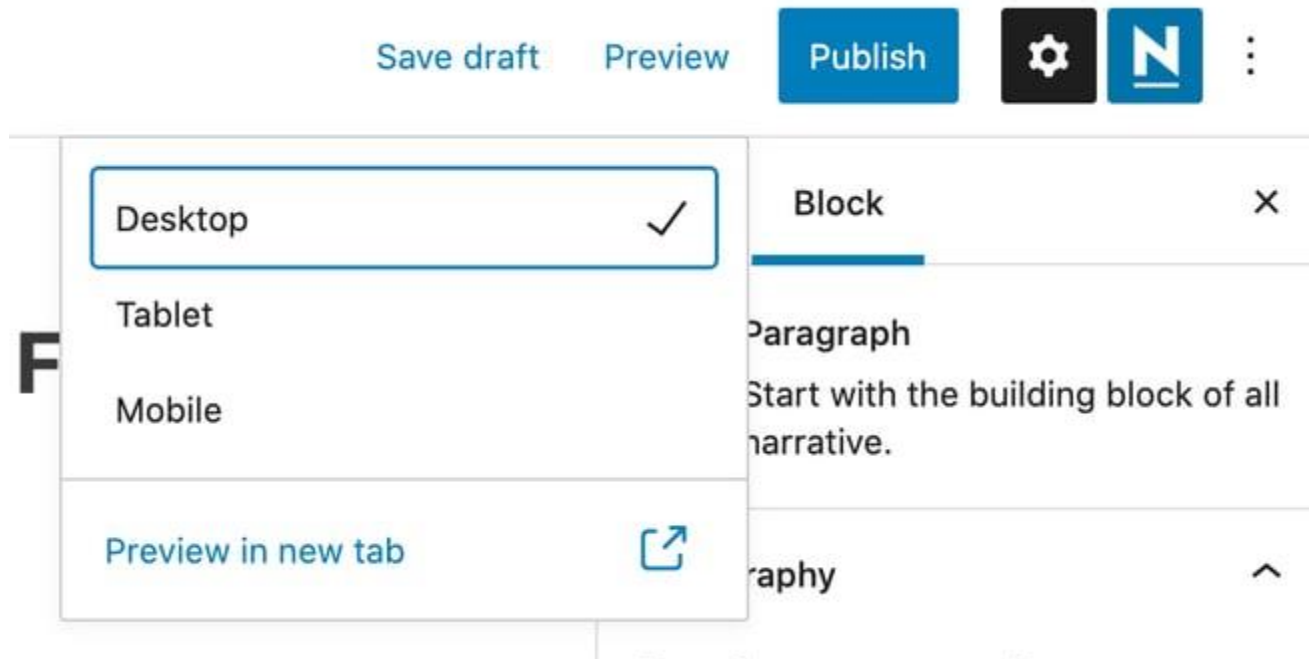 Save draft Preview Publish N
Desktop Block
Tablet
Paragraph
F
Mobile
Start with the building block of all
narrative.
Preview in new tab
raphy